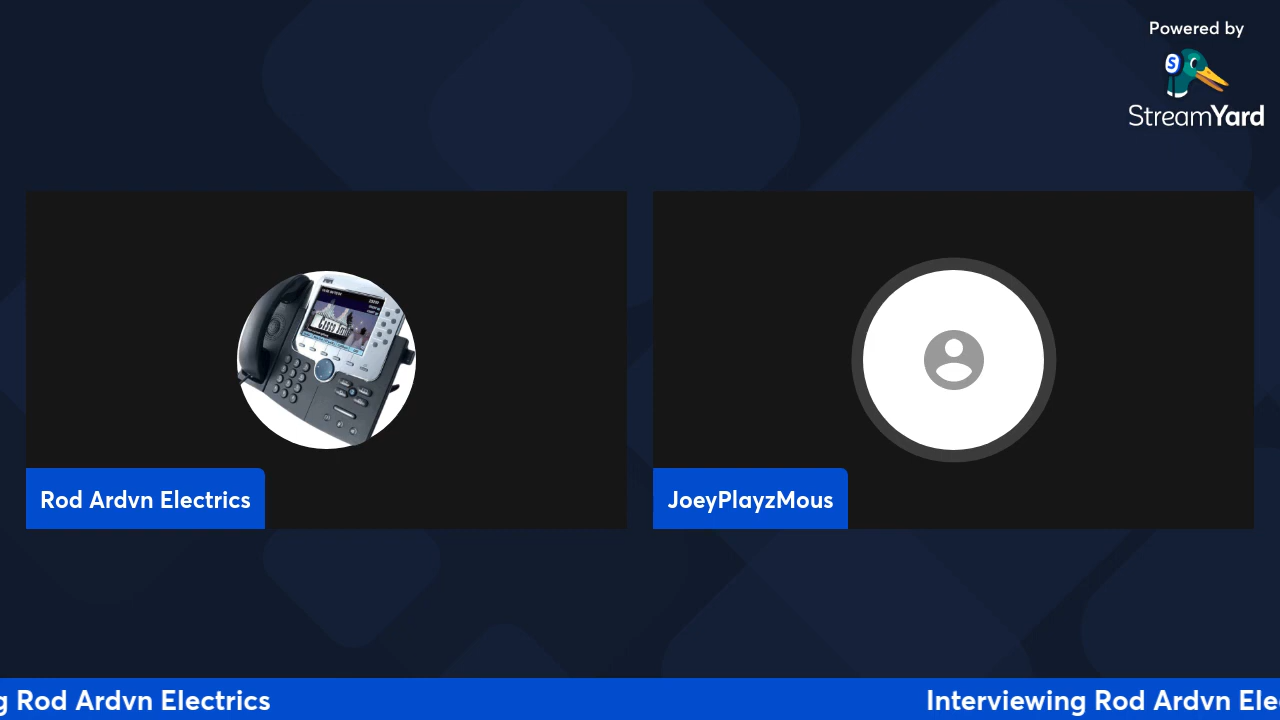 Powered by
S
StreamYard
Rod Ardvn Electrics
JoeyPlayzMous
g Rod Ardvn Electrics
Interviewing Rod Ardvn Ele